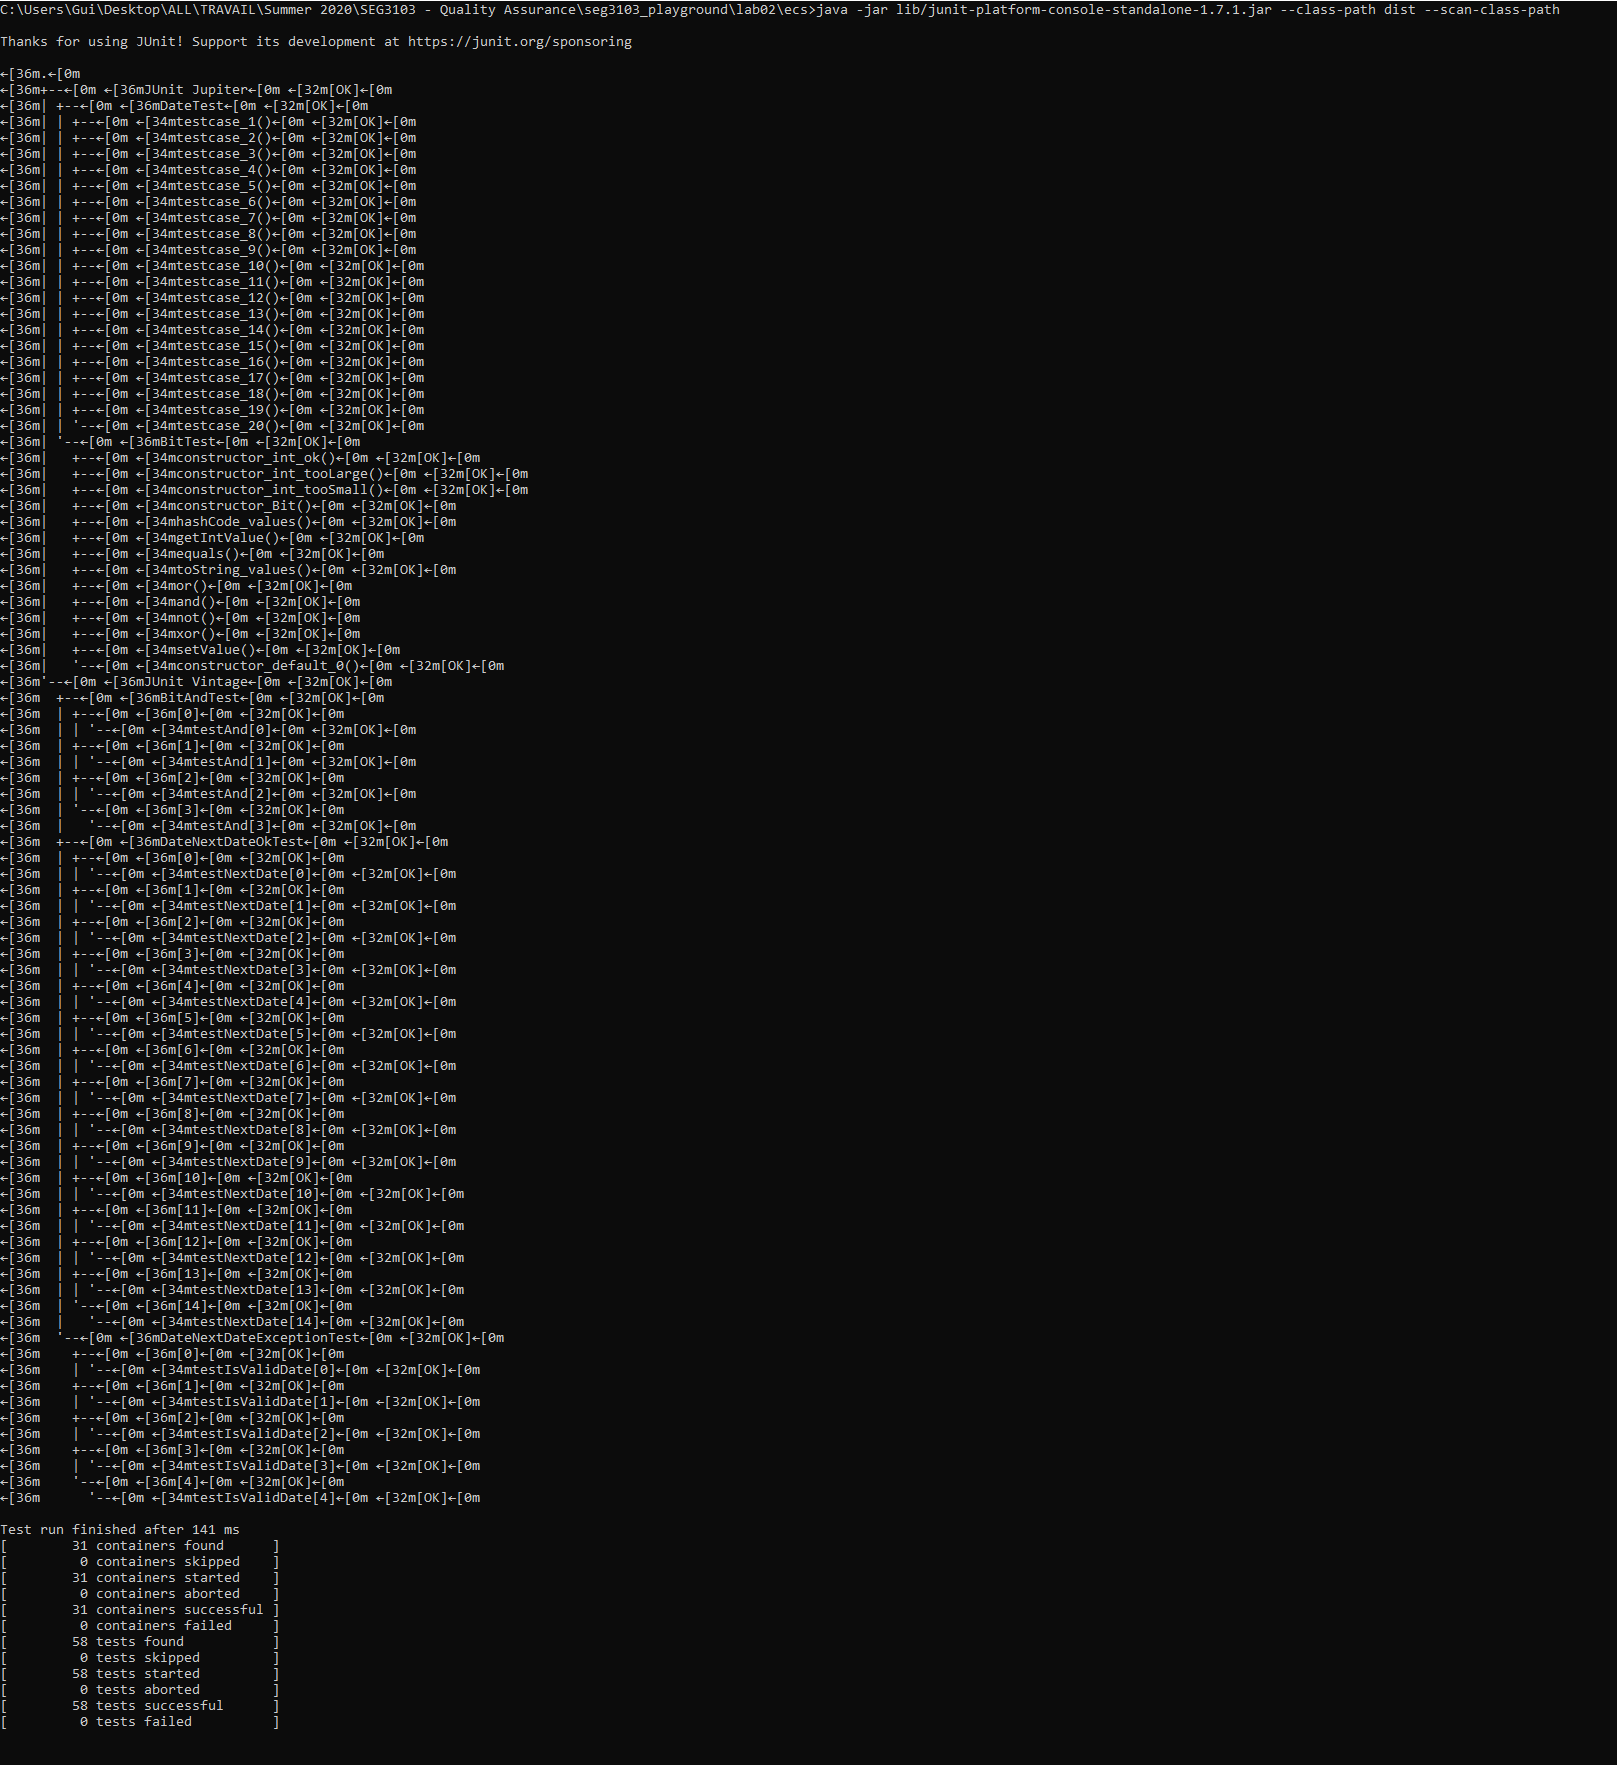 C:\Users\Gui\Desktop\ALL\TRAVAIL\Summer 2020\SEG3103 - Quality Assurance\seg3103_playground\lab02\ecs>java -jar lib/junit-platform-console-standalone-1.7.1.jar --class-path dist --scan-class-path
Thanks for using JUnit! Support its development at https://junit.org/sponsoring
←[36m.←[0m
←[36m+--←[0m ←[36mJUnit Jupiter←[0m ←[32m[OK]←[0m
←[36m| +--←[0m ←[36mDateTest←[0m ←[32m[OK]←[0m
←[36m| | +--←[0m ←[34mtestcase_1()←[0m ←[32m[OK]←[0m
←[36m| | +--←[0m ←[34mtestcase_2()←[0m ←[32m[OK]←[0m
←[36m| | +--←[0m ←[34mtestcase_3()←[0m ←[32m[OK]←[0m
←[36m| | +--←[0m ←[34mtestcase_4()←[0m ←[32m[OK]←[0m
←[36m| | +--←[0m ←[34mtestcase_5()←[0m ←[32m[OK]←[0m
←[36m| | +--←[0m ←[34mtestcase_6()←[0m ←[32m[OK]←[0m
←[36m| | +--←[0m ←[34mtestcase_7()←[0m ←[32m[OK]←[0m
←[36m| | +--←[0m ←[34mtestcase_8()←[0m ←[32m[OK]←[0m
←[36m| | +--←[0m ←[34mtestcase_9()←[0m ←[32m[OK]←[0m
←[36m| | +--←[0m ←[34mtestcase_10()←[0m ←[32m[OK]←[0m
←[36m| | +--←[0m ←[34mtestcase_11()←[0m ←[32m[OK]←[0m
←[36m| | +--←[0m ←[34mtestcase_12()←[0m ←[32m[OK]←[0m
←[36m| | +--←[0m ←[34mtestcase_13()←[0m ←[32m[OK]←[0m
←[36m| | +--←[0m ←[34mtestcase_14()←[0m ←[32m[OK]←[0m
←[36m| | +--←[0m ←[34mtestcase_15()←[0m ←[32m[OK]←[0m
←[36m| | +--←[0m ←[34mtestcase_16()←[0m ←[32m[OK]←[0m
←[36m| | +--←[0m ←[34mtestcase_17()←[0m ←[32m[OK]←[0m
←[36m| | +--←[0m ←[34mtestcase_18()←[0m ←[32m[OK]←[0m
←[36m| | +--←[0m ←[34mtestcase_19()←[0m ←[32m[OK]←[0m
←[36m| | '--←[0m ←[34mtestcase_20()←[0m ←[32m[OK]←[0m
←[36m| '--←[0m ←[36mBitTest←[0m ←[32m[OK]←[0m
←[36m|   +--←[0m ←[34mconstructor_int_ok()←[0m ←[32m[OK]←[0m
←[36m|   +--←[0m ←[34mconstructor_int_tooLarge()←[0m ←[32m[OK]←[0m
←[36m|   +--←[0m ←[34mconstructor_int_tooSmall()←[0m ←[32m[OK]←[0m
←[36m|   +--←[0m ←[34mconstructor_Bit()←[0m ←[32m[OK]←[0m
←[36m|   +--←[0m ←[34mhashCode_values()←[0m ←[32m[OK]←[0m
←[36m|   +--←[0m ←[34mgetIntValue()←[0m ←[32m[OK]←[0m
←[36m|   +--←[0m ←[34mequals()←[0m ←[32m[OK]←[0m
←[36m|   +--←[0m ←[34mtoString_values()←[0m ←[32m[OK]←[0m
←[36m|   +--←[0m ←[34mor()←[0m ←[32m[OK]←[0m
←[36m|   +--←[0m ←[34mand()←[0m ←[32m[OK]←[0m
←[36m|   +--←[0m ←[34mnot()←[0m ←[32m[OK]←[0m
←[36m|   +--←[0m ←[34mxor()←[0m ←[32m[OK]←[0m
←[36m|   +--←[0m ←[34msetValue()←[0m ←[32m[OK]←[0m
←[36m|   '--←[0m ←[34mconstructor_default_0()←[0m ←[32m[OK]←[0m
←[36m'--←[0m ←[36mJUnit Vintage←[0m ←[32m[OK]←[0m
←[36m  +--←[0m ←[36mBitAndTest←[0m ←[32m[OK]←[0m
←[36m  | +--←[0m ←[36m[0]←[0m ←[32m[OK]←[0m
←[36m  | | '--←[0m ←[34mtestAnd[0]←[0m ←[32m[OK]←[0m
←[36m  | +--←[0m ←[36m[1]←[0m ←[32m[OK]←[0m
←[36m  | | '--←[0m ←[34mtestAnd[1]←[0m ←[32m[OK]←[0m
←[36m  | +--←[0m ←[36m[2]←[0m ←[32m[OK]←[0m
←[36m  | | '--←[0m ←[34mtestAnd[2]←[0m ←[32m[OK]←[0m
←[36m  | '--←[0m ←[36m[3]←[0m ←[32m[OK]←[0m
←[36m  |   '--←[0m ←[34mtestAnd[3]←[0m ←[32m[OK]←[0m
←[36m  +--←[0m ←[36mDateNextDateOkTest←[0m ←[32m[OK]←[0m
←[36m  | +--←[0m ←[36m[0]←[0m ←[32m[OK]←[0m
←[36m  | | '--←[0m ←[34mtestNextDate[0]←[0m ←[32m[OK]←[0m
←[36m  | +--←[0m ←[36m[1]←[0m ←[32m[OK]←[0m
←[36m  | | '--←[0m ←[34mtestNextDate[1]←[0m ←[32m[OK]←[0m
←[36m  | +--←[0m ←[36m[2]←[0m ←[32m[OK]←[0m
←[36m  | | '--←[0m ←[34mtestNextDate[2]←[0m ←[32m[OK]←[0m
←[36m  | +--←[0m ←[36m[3]←[0m ←[32m[OK]←[0m
←[36m  | | '--←[0m ←[34mtestNextDate[3]←[0m ←[32m[OK]←[0m
←[36m  | +--←[0m ←[36m[4]←[0m ←[32m[OK]←[0m
←[36m  | | '--←[0m ←[34mtestNextDate[4]←[0m ←[32m[OK]←[0m
←[36m  | +--←[0m ←[36m[5]←[0m ←[32m[OK]←[0m
←[36m  | | '--←[0m ←[34mtestNextDate[5]←[0m ←[32m[OK]←[0m
←[36m  | +--←[0m ←[36m[6]←[0m ←[32m[OK]←[0m
←[36m  | | '--←[0m ←[34mtestNextDate[6]←[0m ←[32m[OK]←[0m
←[36m  | +--←[0m ←[36m[7]←[0m ←[32m[OK]←[0m
←[36m  | | '--←[0m ←[34mtestNextDate[7]←[0m ←[32m[OK]←[0m
←[36m  | +--←[0m ←[36m[8]←[0m ←[32m[OK]←[0m
←[36m  | | '--←[0m ←[34mtestNextDate[8]←[0m ←[32m[OK]←[0m
←[36m  | +--←[0m ←[36m[9]←[0m ←[32m[OK]←[0m
←[36m  | | '--←[0m ←[34mtestNextDate[9]←[0m ←[32m[OK]←[0m
←[36m  | +--←[0m ←[36m[10]←[0m ←[32m[OK]←[0m
←[36m  | | '--←[0m ←[34mtestNextDate[10]←[0m ←[32m[OK]←[0m
←[36m  | +--←[0m ←[36m[11]←[0m ←[32m[OK]←[0m
←[36m  | | '--←[0m ←[34mtestNextDate[11]←[0m ←[32m[OK]←[0m
←[36m  | +--←[0m ←[36m[12]←[0m ←[32m[OK]←[0m
←[36m  | | '--←[0m ←[34mtestNextDate[12]←[0m ←[32m[OK]←[0m
←[36m  | +--←[0m ←[36m[13]←[0m ←[32m[OK]←[0m
←[36m  | | '--←[0m ←[34mtestNextDate[13]←[0m ←[32m[OK]←[0m
←[36m  | '--←[0m ←[36m[14]←[0m ←[32m[OK]←[0m
←[36m  |   '--←[0m ←[34mtestNextDate[14]←[0m ←[32m[OK]←[0m
←[36m  '--←[0m ←[36mDateNextDateExceptionTest←[0m ←[32m[OK]←[0m
←[36m    +--←[0m ←[36m[0]←[0m ←[32m[OK]←[0m
←[36m    | '--←[0m ←[34mtestIsValidDate[0]←[0m ←[32m[OK]←[0m
←[36m    +--←[0m ←[36m[1]←[0m ←[32m[OK]←[0m
←[36m    | '--←[0m ←[34mtestIsValidDate[1]←[0m ←[32m[OK]←[0m
←[36m    +--←[0m ←[36m[2]←[0m ←[32m[OK]←[0m
←[36m    | '--←[0m ←[34mtestIsValidDate[2]←[0m ←[32m[OK]←[0m
←[36m    +--←[0m ←[36m[3]←[0m ←[32m[OK]←[0m
←[36m    | '--←[0m ←[34mtestIsValidDate[3]←[0m ←[32m[OK]←[0m
←[36m    '--←[0m ←[36m[4]←[0m ←[32m[OK]←[0m
←[36m      '--←[0m ←[34mtestIsValidDate[4]←[0m ←[32m[OK]←[0m
Test run finished after 141 ms
[        31 containers found      ]
[         0 containers skipped    ]
[        31 containers started    ]
[         0 containers aborted    ]
[        31 containers successful ]
[         0 containers failed     ]
[        58 tests found           ]
[         0 tests skipped         ]
[        58 tests started         ]
[         0 tests aborted         ]
[        58 tests successful      ]
[         0 tests failed          ]